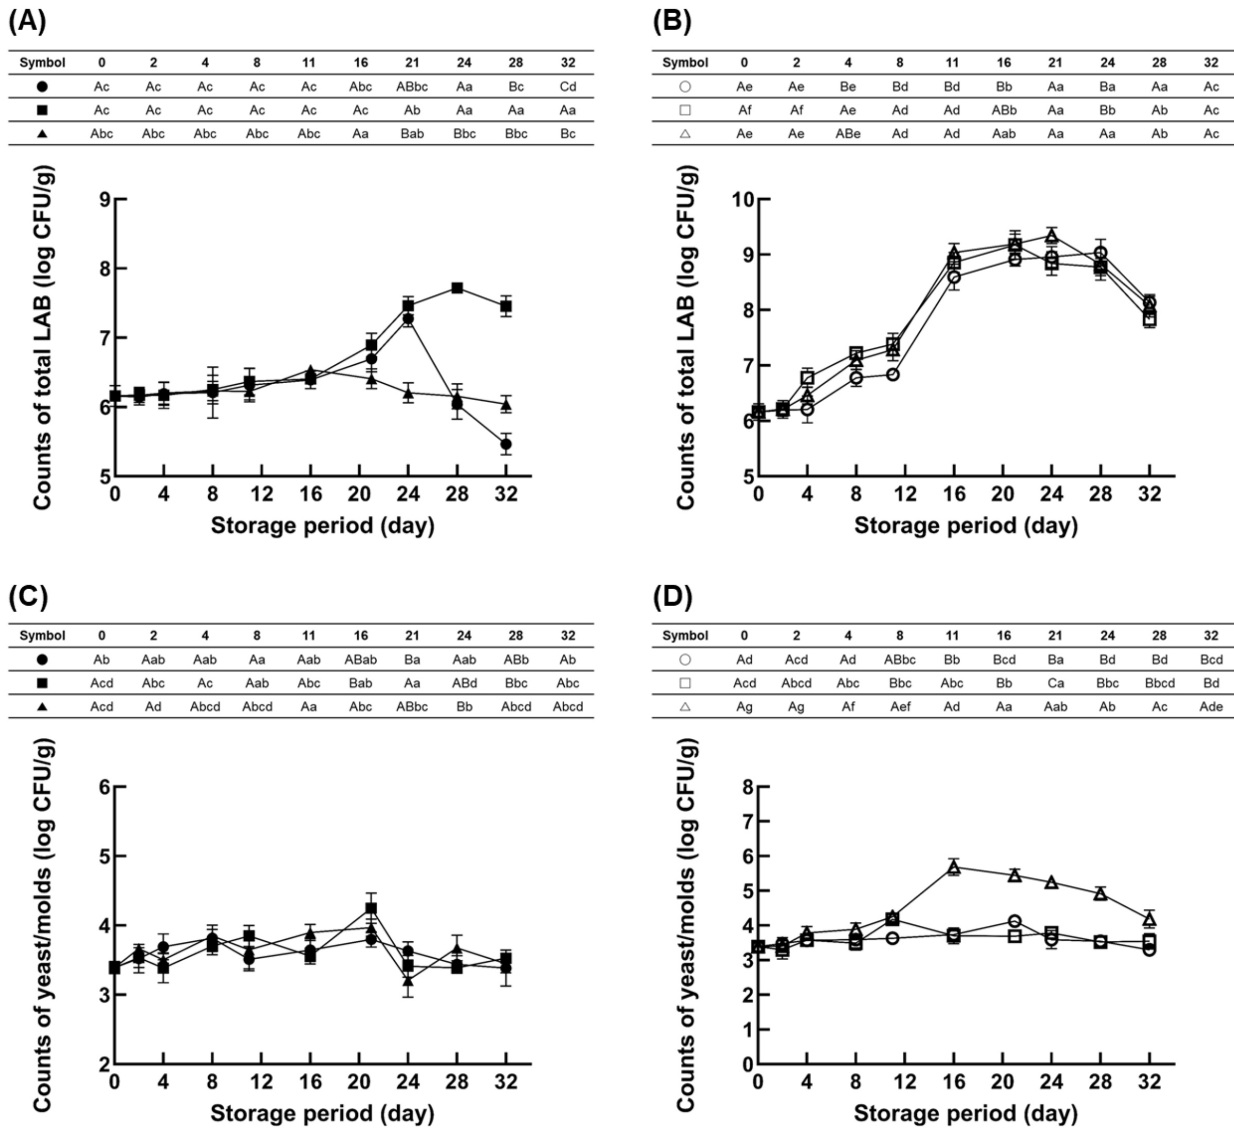 (A)
Symbol 0 2 4 8 11 16 21 24 28 32
Ac Ac Ac Ac Ac Abc ABbc Aa Bc Cd
Ac Ac Ac Ac Ac Ac Ab Aa Aa Aa
Abc Abc Abc Abc Abc Aa Bab Bbc Bbc Bc
Counts of total LAB (log CFU/g)
9
8
7
6
5
0 4 8 12 16 20 24 28 32
Storage period (day)
(B)
Symbol 0 2 4 8 11 16 21 24 28 32
Ae Ae Be Bd Bd Bb Aa Ba Aa Ac
Af Af Ae Ad Ad ABb Aa Bb Ab Ac
Ae Ae ABe Ad Ad Aab Aa Aa Ab Ac
Counts of total LAB (log CFU/g)
10
9
8
7
6
5
0 4 8 12 16 20 24 28 32
Storage period (day)
(C)
Symbol 0 2 4 8 11 16 21 24 28 32
Ab Aab Aab Aa Aab ABab Ba Aab ABb Ab
Acd Abc Ac Aab Abc Bab Aa ABd Bbc Abc
Acd Ad Abcd Abcd Aa Abc ABbc Bb Abcd Abcd
Counts of yeast/molds (log CFU/g)
6
5
4
3
2
0 4 8 12 16 20 24 28 32
Storage period (day)
(D)
Symbol 0 2 4 8 11 16 21 24 28 32
Ad Acd Ad ABbc Bb Bcd Ba Bd Bd Bcd
Acd Abcd Abc Bbc Abc Bb Ca Bbc Bbcd Bd
Ag Ag Af Aef Ad Aa Aab Ab Ac Ade
Counts of yeast/molds (log CFU/g)
8
7
6
5
4
3
2
1
0
0 4 8 12 16 20 24 28 32
Storage period (day)